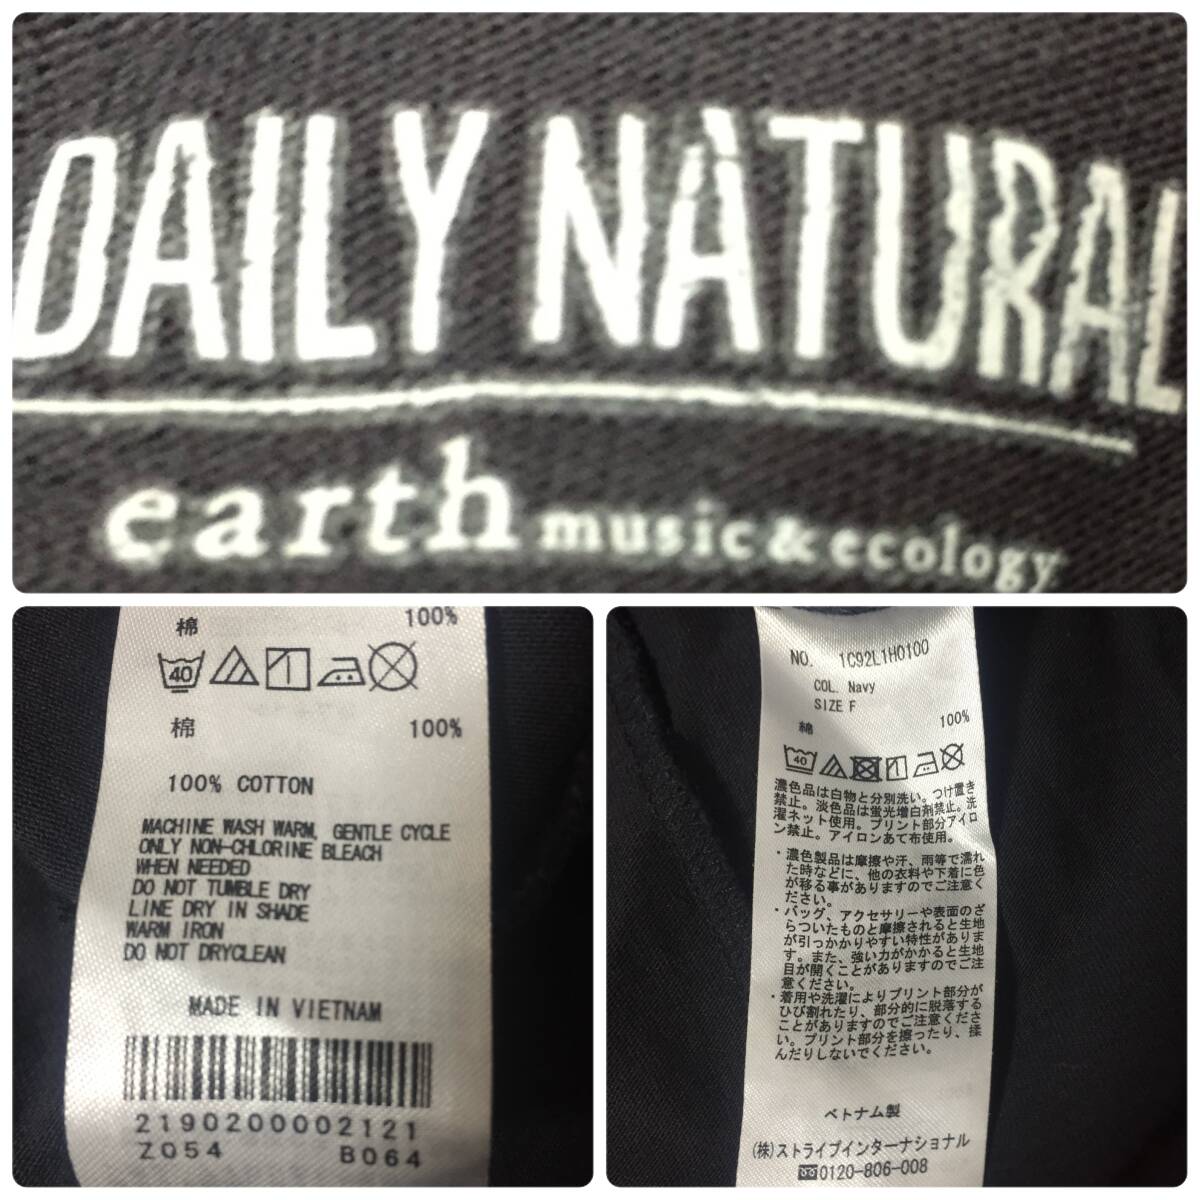 DAILY NATURAL
earth music & ecology
棉 100%
40
棉 100%
100% COTTON
MACHINE WASH WARM, GENTLE CYCLE
ONLY NON-CHLORINE BLEACH
WHEN NEEDED
DO NOT TUMBLE DRY
LINE DRY IN SHADE
WARM IRON
DO NOT DRYCLEAN
MADE IN VIETNAM
2190200002121
Z054 B064
NO. 1C92L1H0100
COL. Navy
SIZE F
綿 100%
40
濃色品は白物と分別洗い。つけ置き
禁止。淡色品は蛍光増白剤禁止。洗
濯ネット使用。プリント部分アイロ
ン禁止。アイロンあて布使用。
・濃色製品は摩擦や汗、雨等で濡れ
た時などに、他の衣料や下着に色
が移る事がありますのでご注意く
ださい。
・バッグ、アクセサリーや表面のざ
らついたものと摩擦されると生地
が引っかかりやすい特性がありま
す。また、強い力がかかると生地
目が開くことがありますのでご注
意ください。
・着用や洗濯によりプリント部分が
ひび割れたり、部分的に脱落する
ことがありますのでご注意くださ
い。プリント部分を擦ったり、揉
んだりしないでください。
ベトナム製
(株)ストライプインターナショナル
0120-806-008